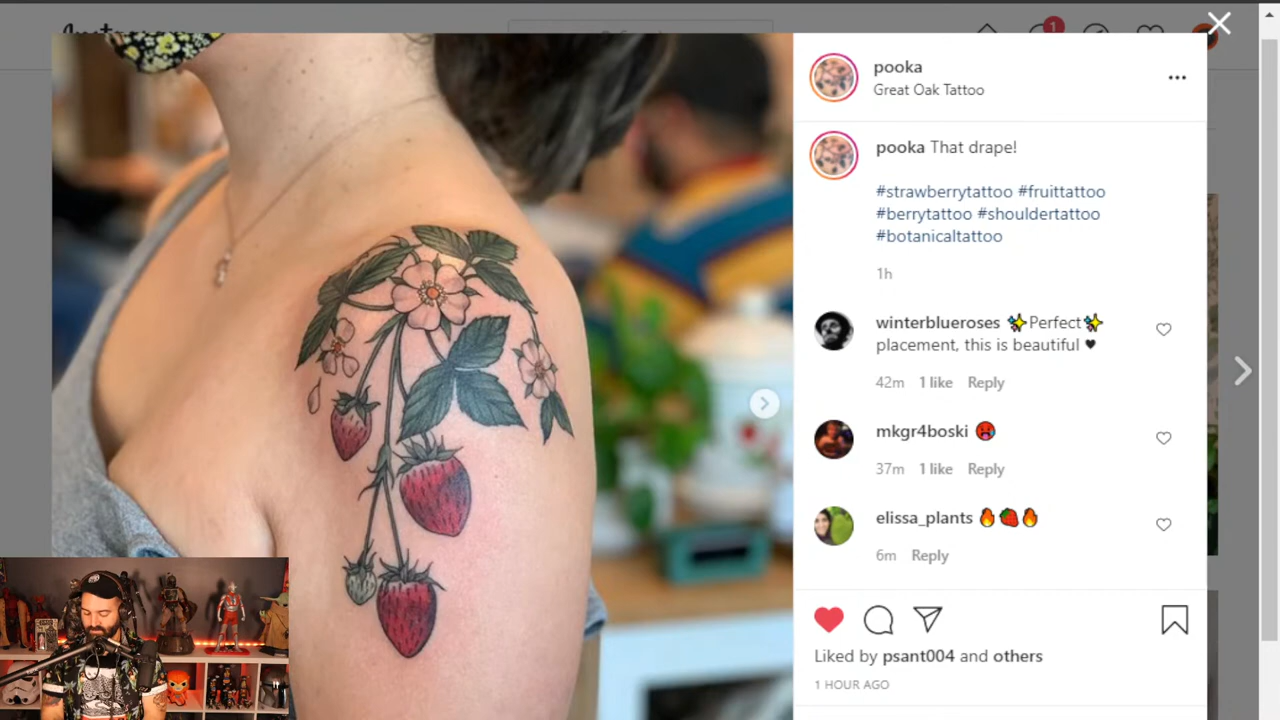 1
pooka
Great Oak Tattoo
pooka That drape!
#strawberrytattoo #fruittattoo
#berrytattoo #shouldertattoo
#botanicaltattoo
1h
winterblueroses ✨Perfect✨
placement, this is beautiful ♥
42m 1 like Reply
mkgr4boski 🥵
37m 1 like Reply
elissa_plants 🔥🍓🔥
6m Reply
Liked by psant004 and others
1 HOUR AGO